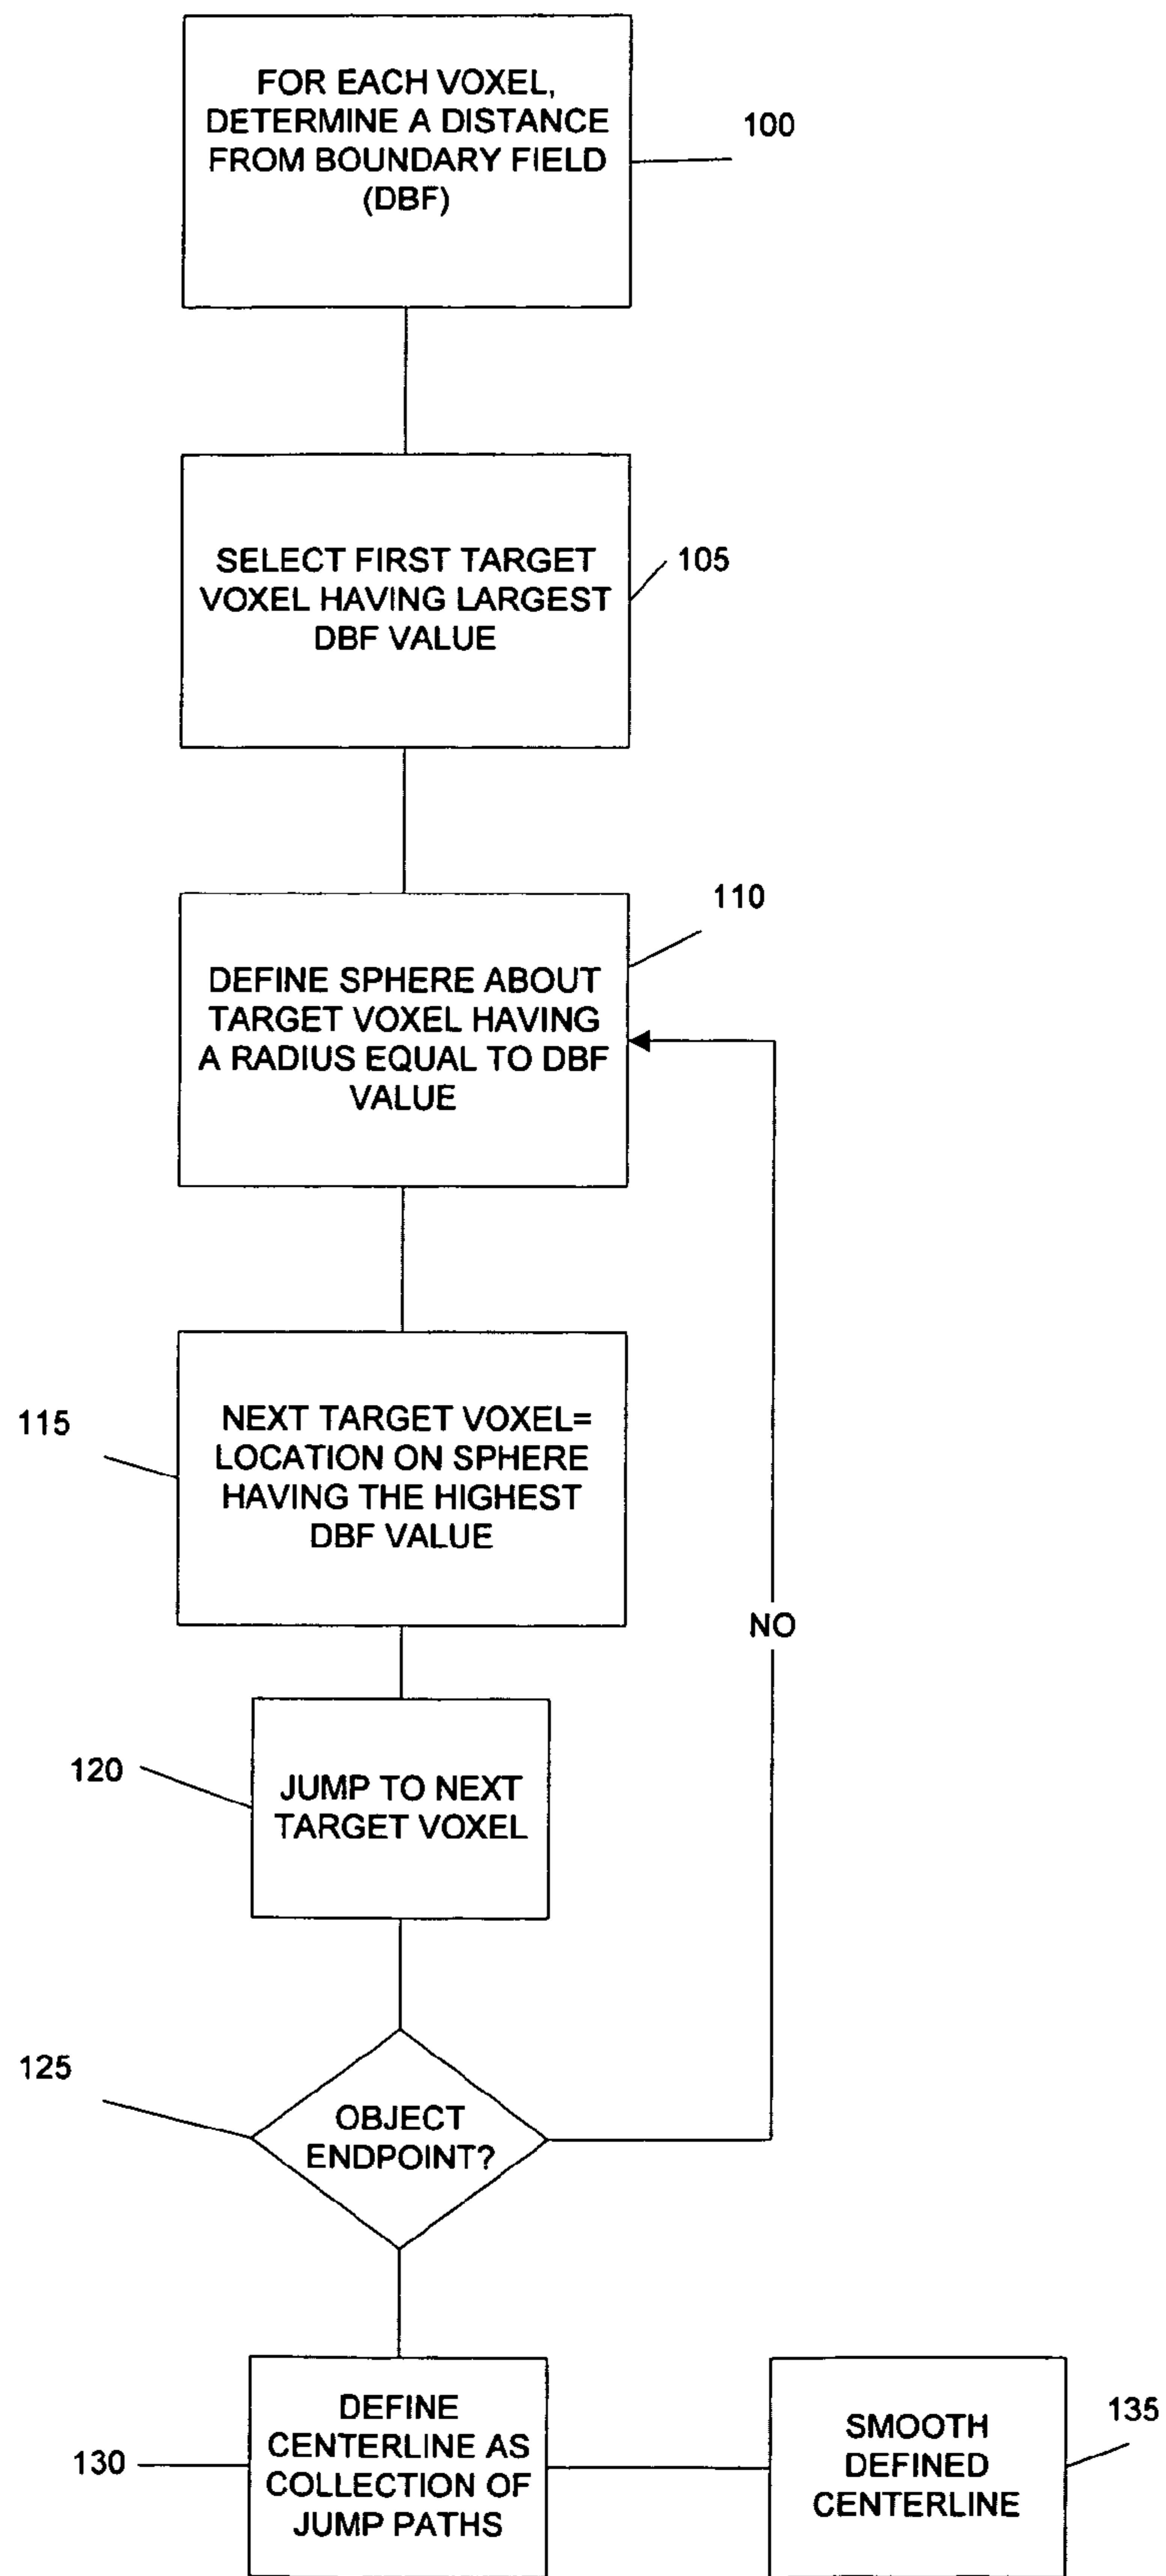 FOR EACH VOXEL,
DETERMINE A DISTANCE
FROM BOUNDARY FIELD
(DBF)
100
SELECT FIRST TARGET
VOXEL HAVING LARGEST
DBF VALUE
105
110
DEFINE SPHERE ABOUT
TARGET VOXEL HAVING
A RADIUS EQUAL TO DBF
VALUE
115
NEXT TARGET VOXEL=
LOCATION ON SPHERE
HAVING THE HIGHEST
DBF VALUE
NO
120
JUMP TO NEXT
TARGET VOXEL
125
OBJECT
ENDPOINT?
130
DEFINE
CENTERLINE AS
COLLECTION OF
JUMP PATHS
SMOOTH
DEFINED
CENTERLINE
135